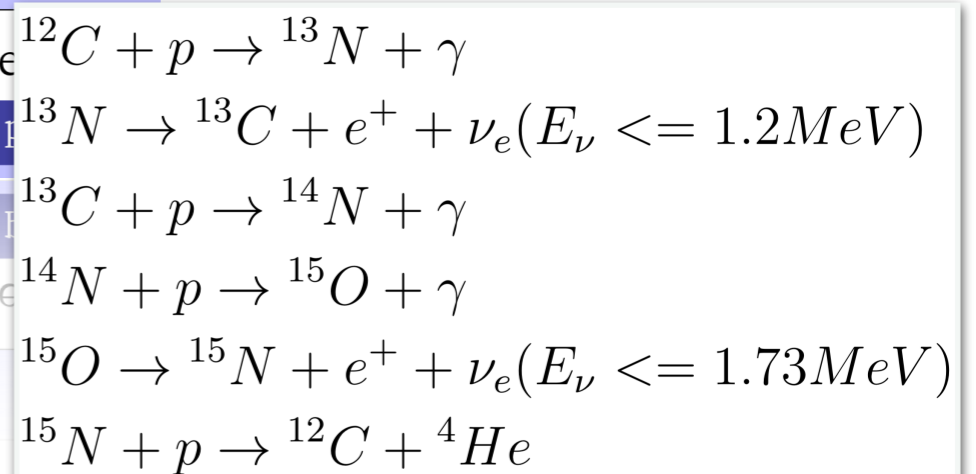 ¹²C + p → ¹³N + γ
¹³N → ¹³C + e⁺ + νₑ(E_ν <= 1.2MeV)
¹³C + p → ¹⁴N + γ
¹⁴N + p → ¹⁵O + γ
¹⁵O → ¹⁵N + e⁺ + νₑ(E_ν <= 1.73MeV)
¹⁵N + p → ¹²C + ⁴He